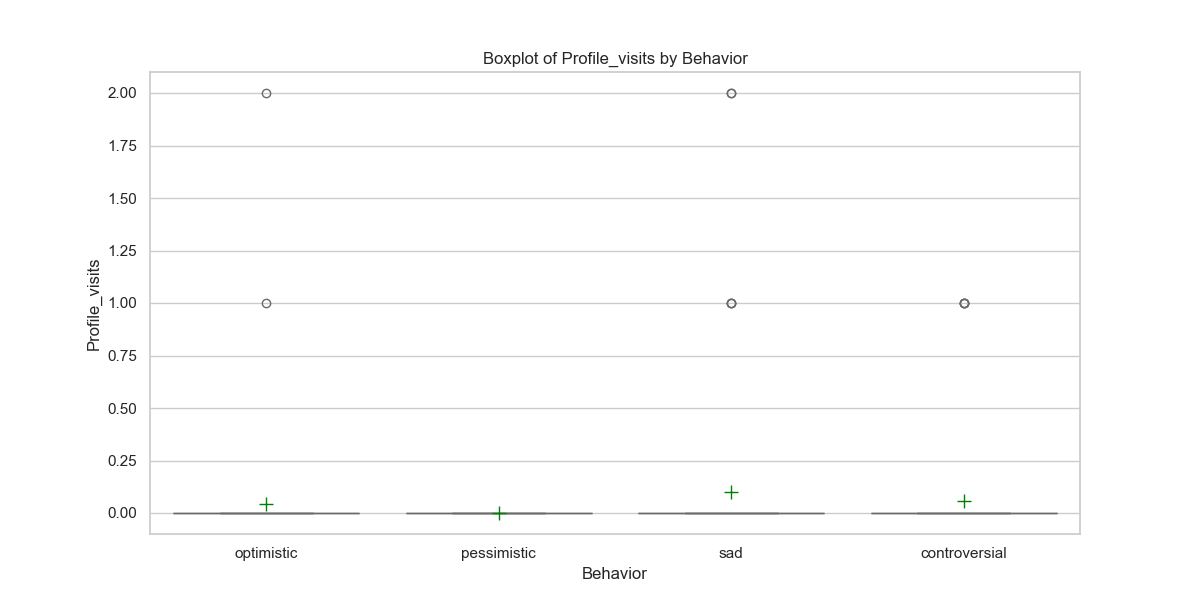 Boxplot of Profile_visits by Behavior
2.00
1.75
1.50
1.25
1.00
0.75
0.50
0.25
0.00
Profile_visits
optimistic pessimistic sad controversial
Behavior